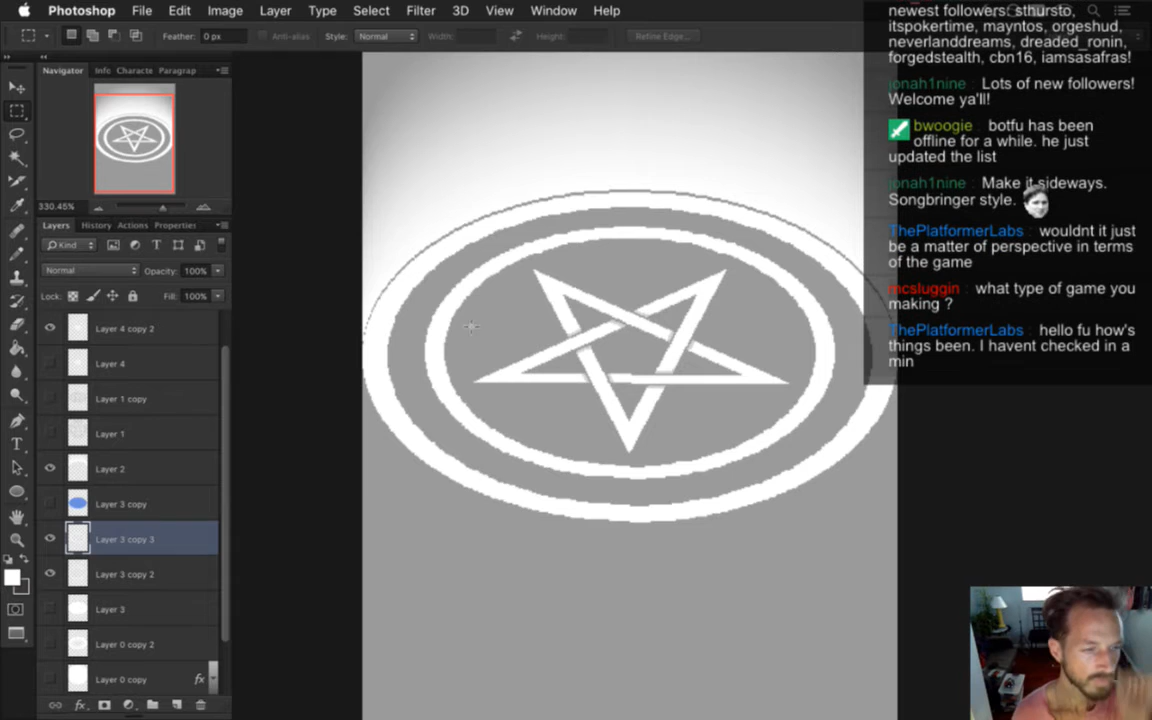 Photoshop File Edit Image Layer Type Select Filter 3D View Window Help
Feather: 0 px Anti-alias Style: Normal Width: Height: Refine Edge...
Navigator Info Characte Paragrap
330.45%
Layers History Actions Properties
Kind
Normal Opacity: 100%
Lock: Fill: 100%
Layer 4 copy 2
Layer 4
Layer 1 copy
Layer 1
Layer 2
Layer 3 copy
Layer 3 copy 3
Layer 3 copy 2
Layer 3
Layer 0 copy 2
Layer 0 copy fx
fx
newest followers: sthursto,
itspokertime, mayntos, orgeshud,
neverlanddreams, dreaded_ronin,
forgedstealth, cbn16, iamsasafras!
jonah1nine : Lots of new followers!
Welcome ya'll!
bwoogie : botfu has been
offline for a while. he just
updated the list
jonah1nine : Make it sideways.
Songbringer style.
ThePlatformerLabs : wouldnt it just
be a matter of perspective in terms
of the game
mcsluggin : what type of game you
making ?
ThePlatformerLabs : hello fu how's
things been. I havent checked in a
min